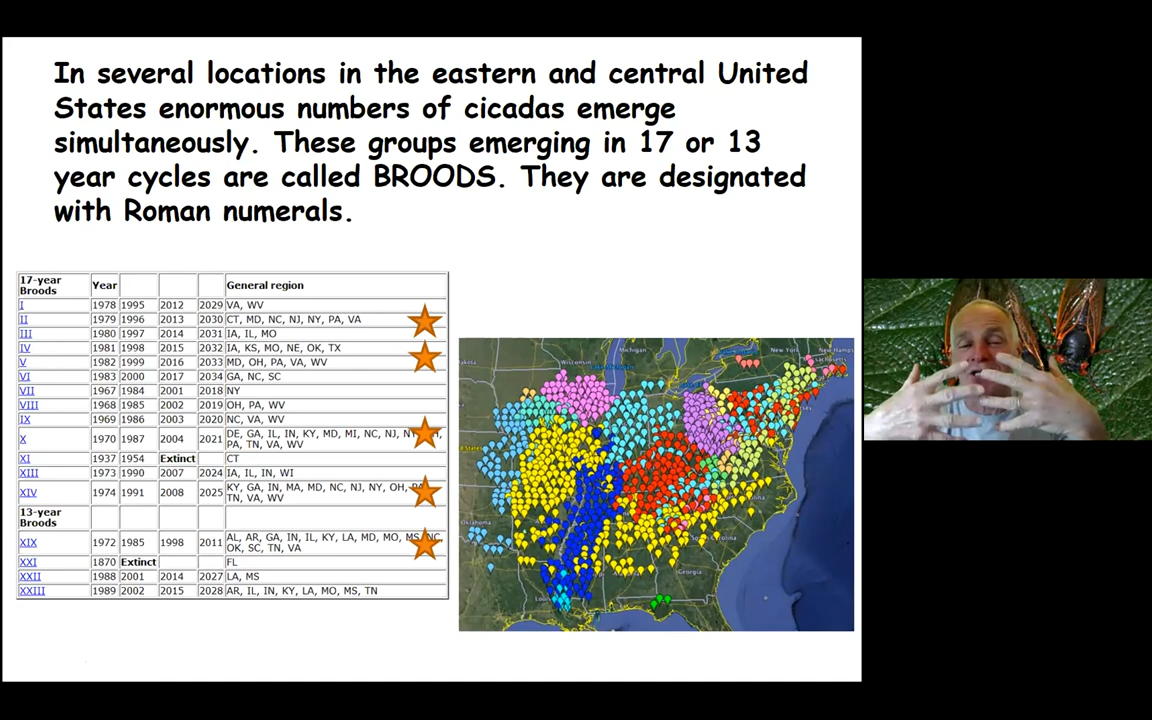 In several locations in the eastern and central United
States enormous numbers of cicadas emerge
simultaneously. These groups emerging in 17 or 13
year cycles are called BROODS. They are designated
with Roman numerals.
17-year Broods Year General region
I 1978 1995 2012 2029 VA, WV
II 1979 1996 2013 2030 CT, MD, NC, NJ, NY, PA, VA
III 1980 1997 2014 2031 IA, IL, MO
IV 1981 1998 2015 2032 IA, KS, MO, NE, OK, TX
V 1982 1999 2016 2033 MD, OH, PA, VA, WV
VI 1983 2000 2017 2034 GA, NC, SC
VII 1967 1984 2001 2018 NY
VIII 1968 1985 2002 2019 OH, PA, WV
IX 1969 1986 2003 2020 NC, VA, WV
X 1970 1987 2004 2021 DE, GA, IL, IN, KY, MD, MI, NC, NJ,
PA, TN, VA, WV
XI 1937 1954 Extinct CT
XIII 1973 1990 2007 2024 IA, IL, IN, WI
XIV 1974 1991 2008 2025 KY, GA, IN, MA, MD, NC, NJ, NY, OH,
TN, VA, WV
13-year Broods
XIX 1972 1985 1998 2011 AL, AR, GA, IN, IL, KY, LA, MD, MO, MS,
OK, SC, TN, VA
XXI 1870 Extinct FL
XXII 1988 2001 2014 2027 LA, MS
XXIII 1989 2002 2015 2028 AR, IL, IN, KY, LA, MO, MS, TN
Wisconsin
Michigan
New York
Oklahoma
Georgia